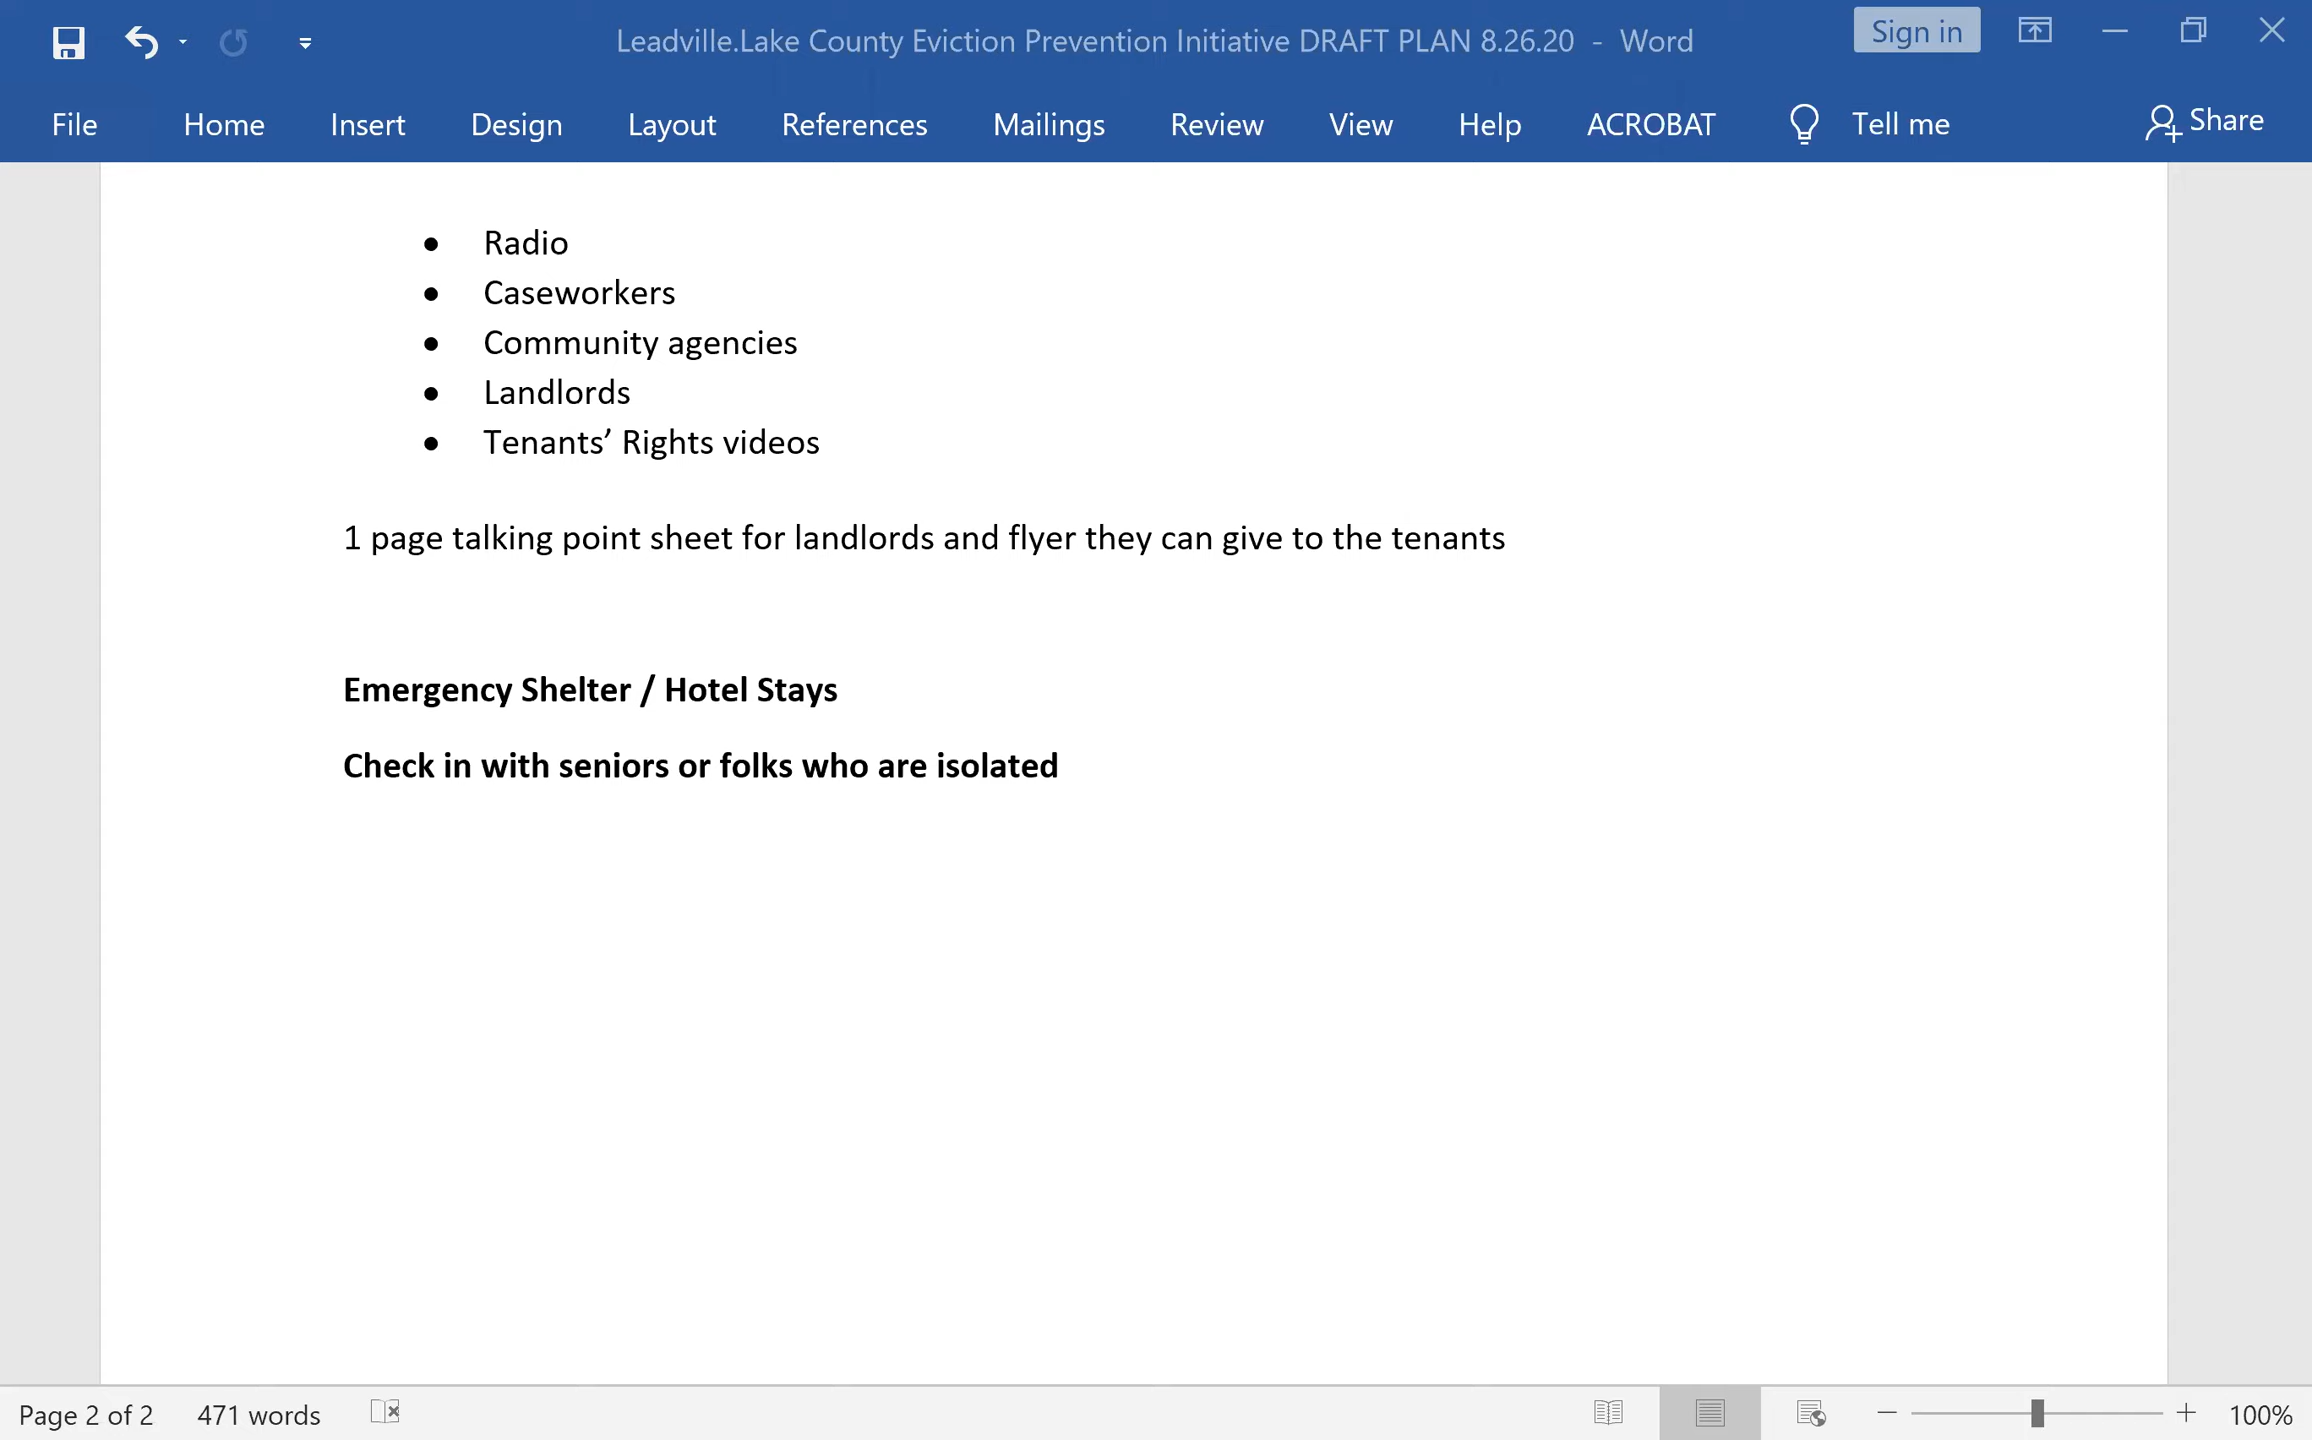 Leadville.Lake County Eviction Prevention Initiative DRAFT PLAN 8.26.20 - Word
Sign in
File Home Insert Design Layout References Mailings Review View Help ACROBAT Tell me Share
• Radio
• Caseworkers
• Community agencies
• Landlords
• Tenants’ Rights videos
1 page talking point sheet for landlords and flyer they can give to the tenants
Emergency Shelter / Hotel Stays
Check in with seniors or folks who are isolated
Page 2 of 2 471 words 100%